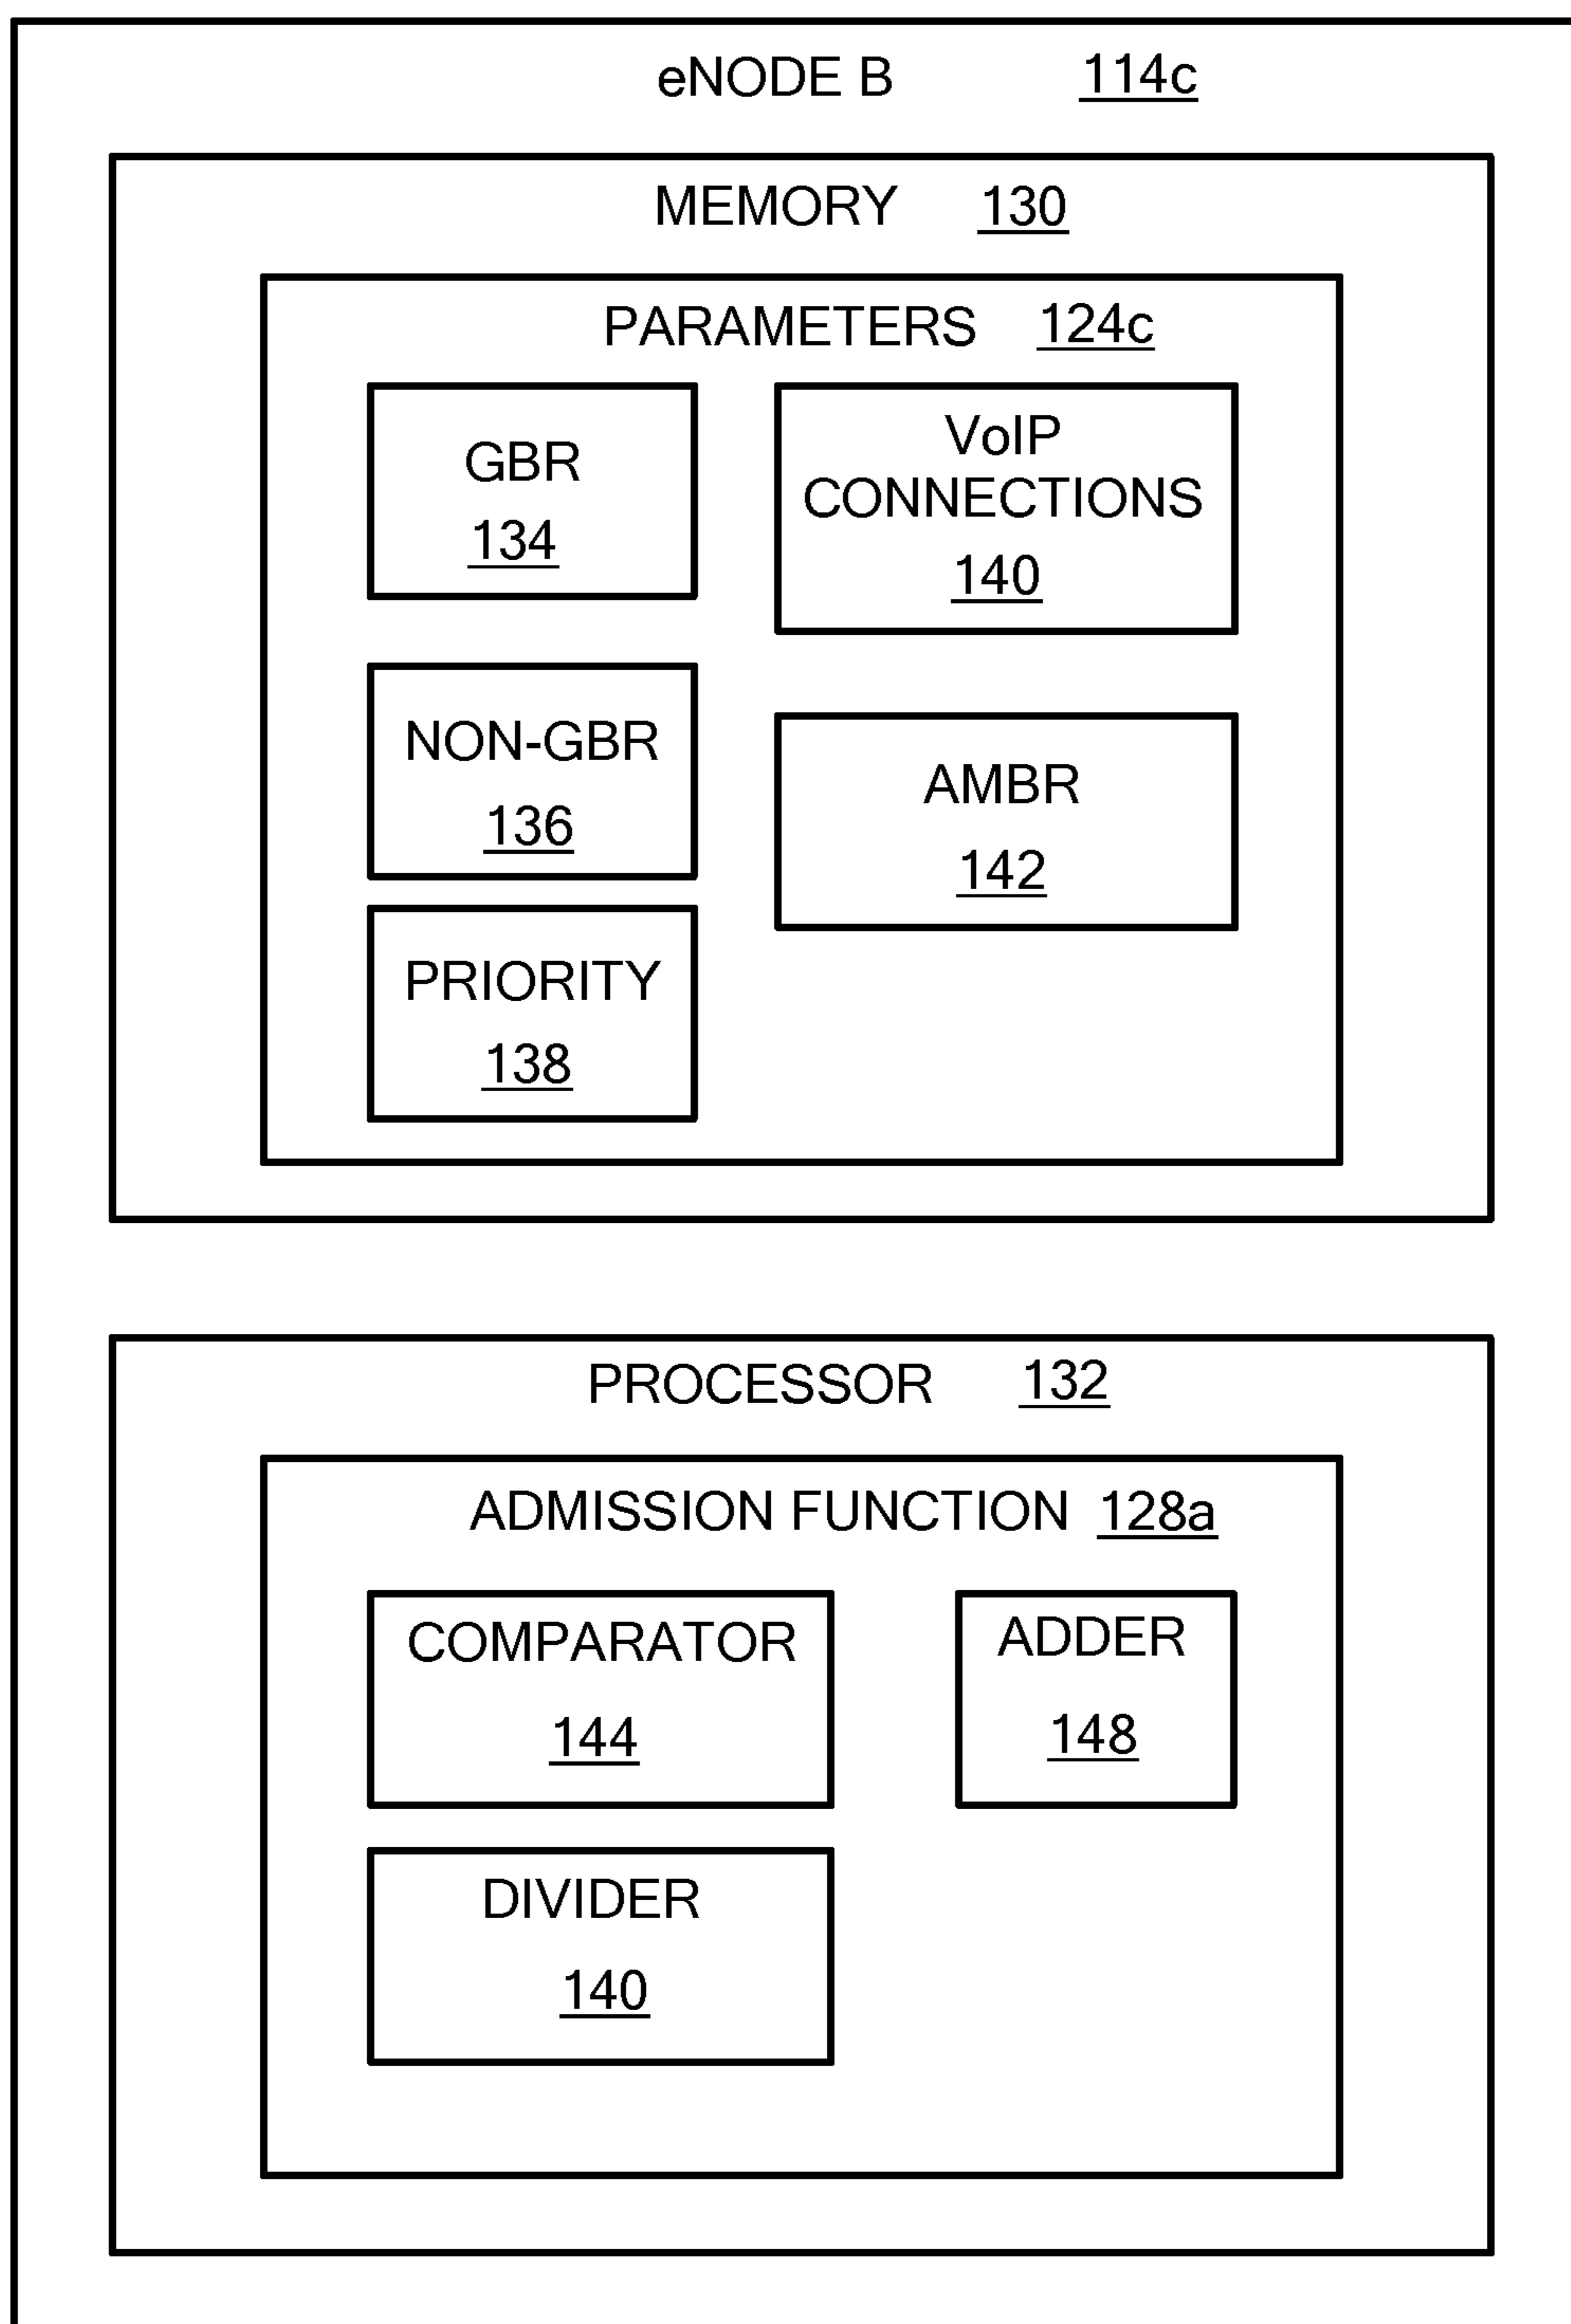 eNODE B 114c
MEMORY 130
PARAMETERS 124c
GBR
134
VoIP
CONNECTIONS
140
NON-GBR
136
AMBR
142
PRIORITY
138
PROCESSOR 132
ADMISSION FUNCTION 128a
COMPARATOR
144
ADDER
148
DIVIDER
140